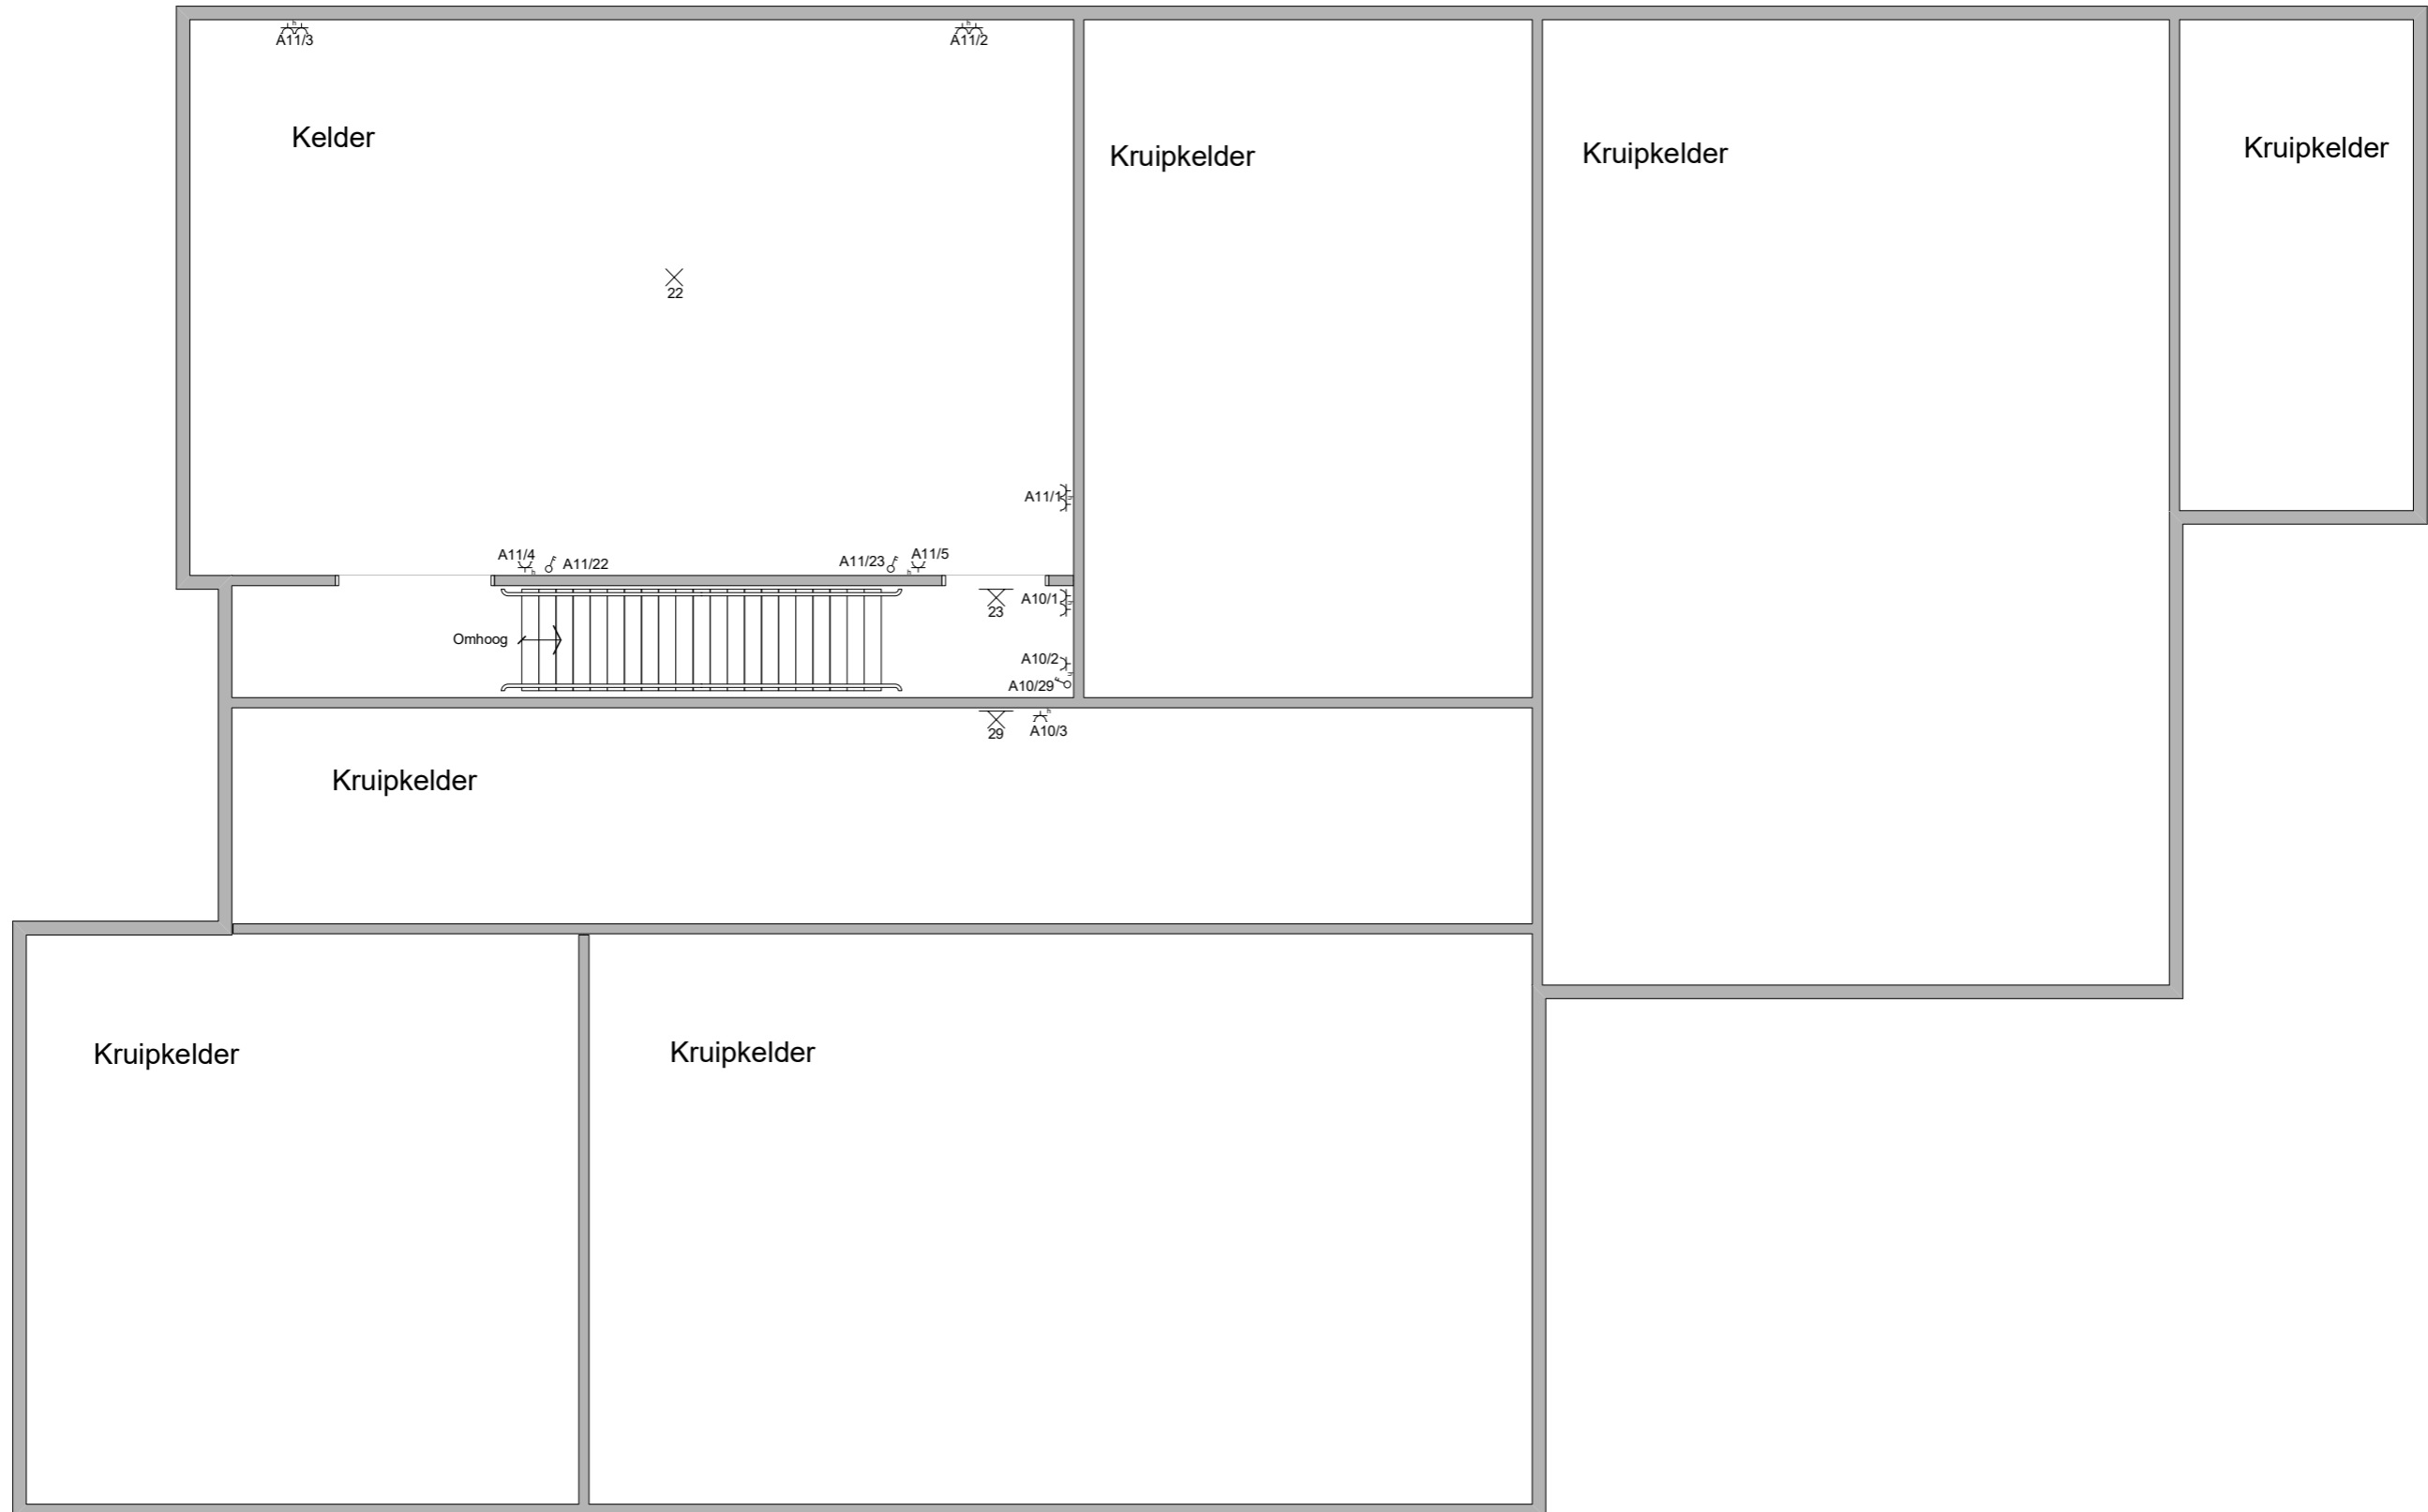 A11/3
A11/2
Kelder
Kruipkelder
Kruipkelder
Kruipkelder
22
A11/1
A11/4
A11/22
A11/23
A11/5
h
h
h
h
23
A10/1
Omhoog
A10/2
A10/29
h
29
A10/3
Kruipkelder
Kruipkelder
Kruipkelder